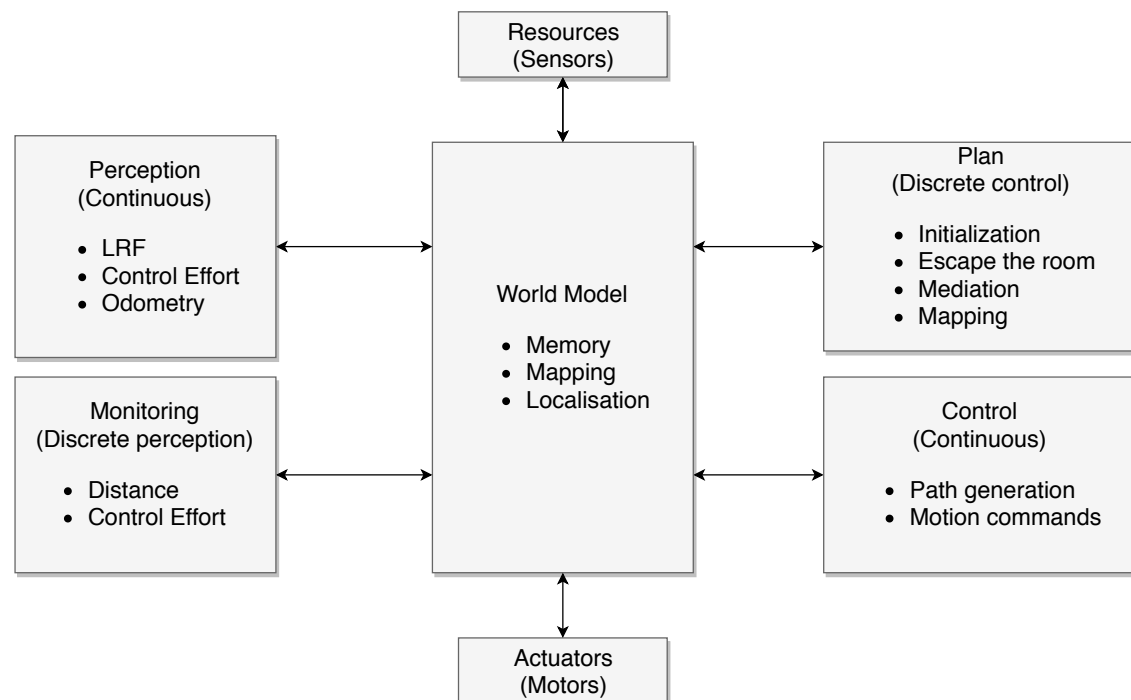 Resources
(Sensors)
Perception
(Continuous)
• LRF
• Control Effort
• Odometry
Monitoring
(Discrete perception)
• Distance
• Control Effort
World Model
• Memory
• Mapping
• Localisation
Plan
(Discrete control)
• Initialization
• Escape the room
• Mediation
• Mapping
Control
(Continuous)
• Path generation
• Motion commands
Actuators
(Motors)